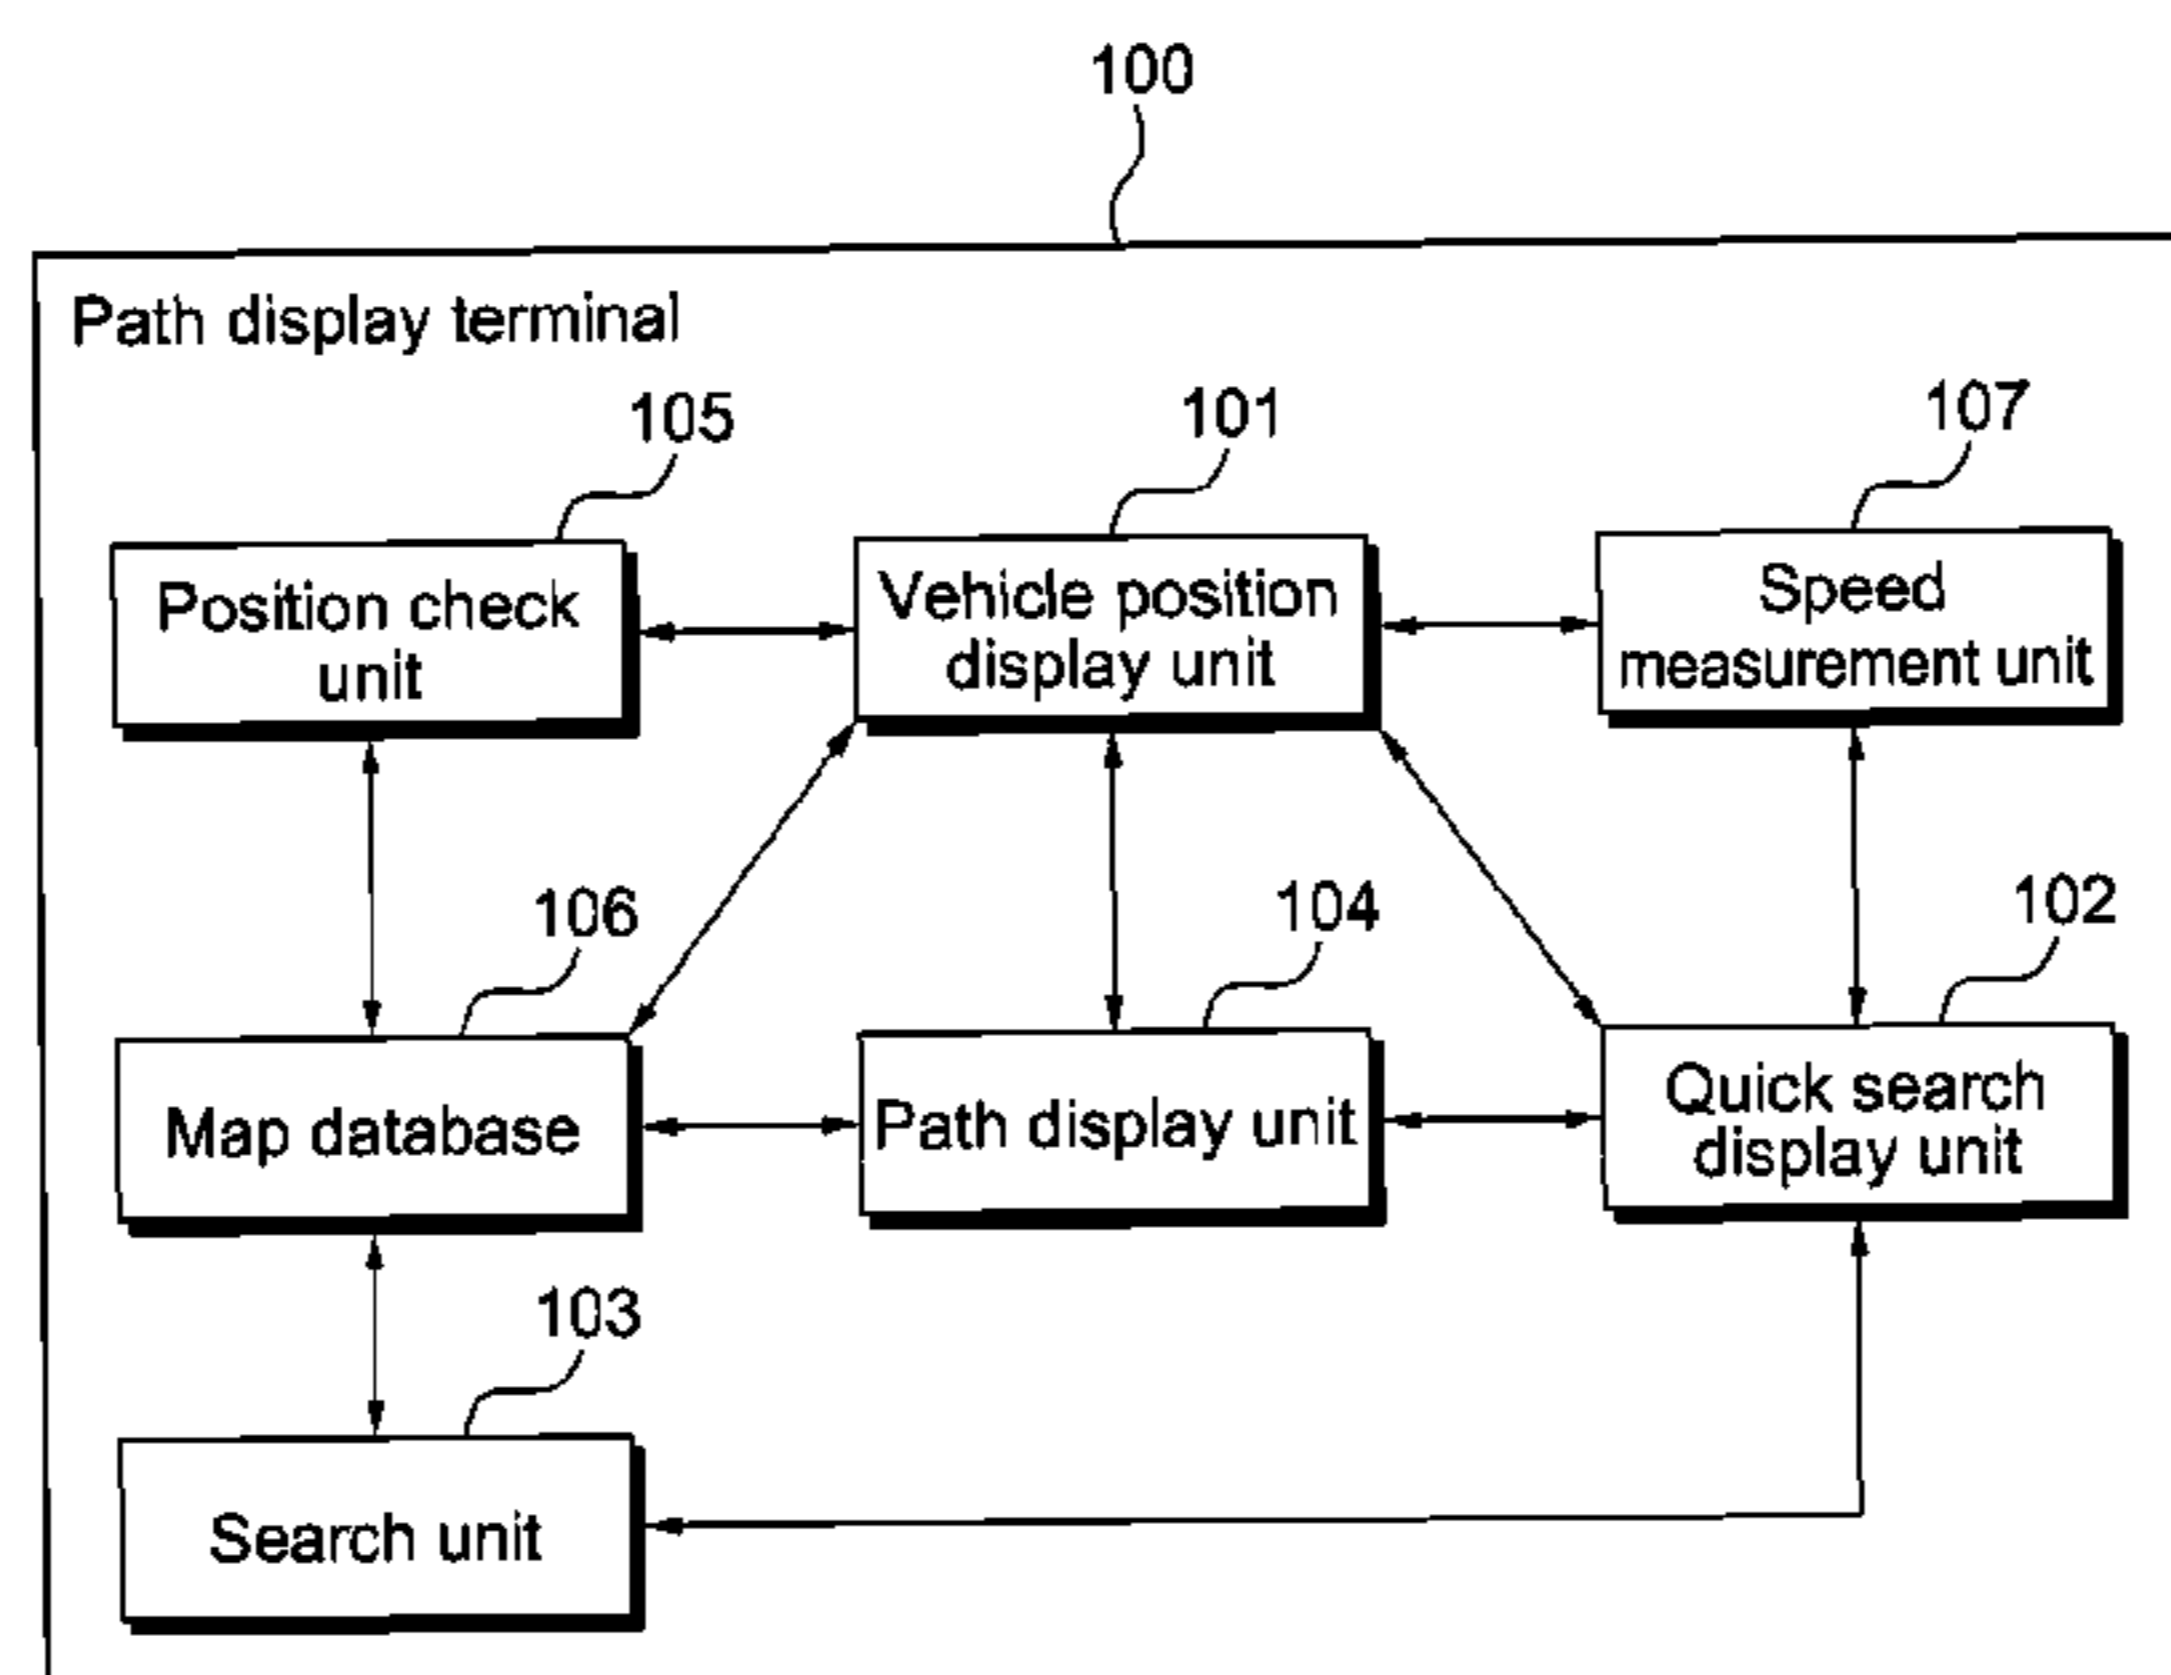 100
Path display terminal
105
101
107
Position check
unit
Vehicle position
display unit
Speed
measurement unit
106
104
102
Map database
Path display unit
Quick search
display unit
103
Search unit